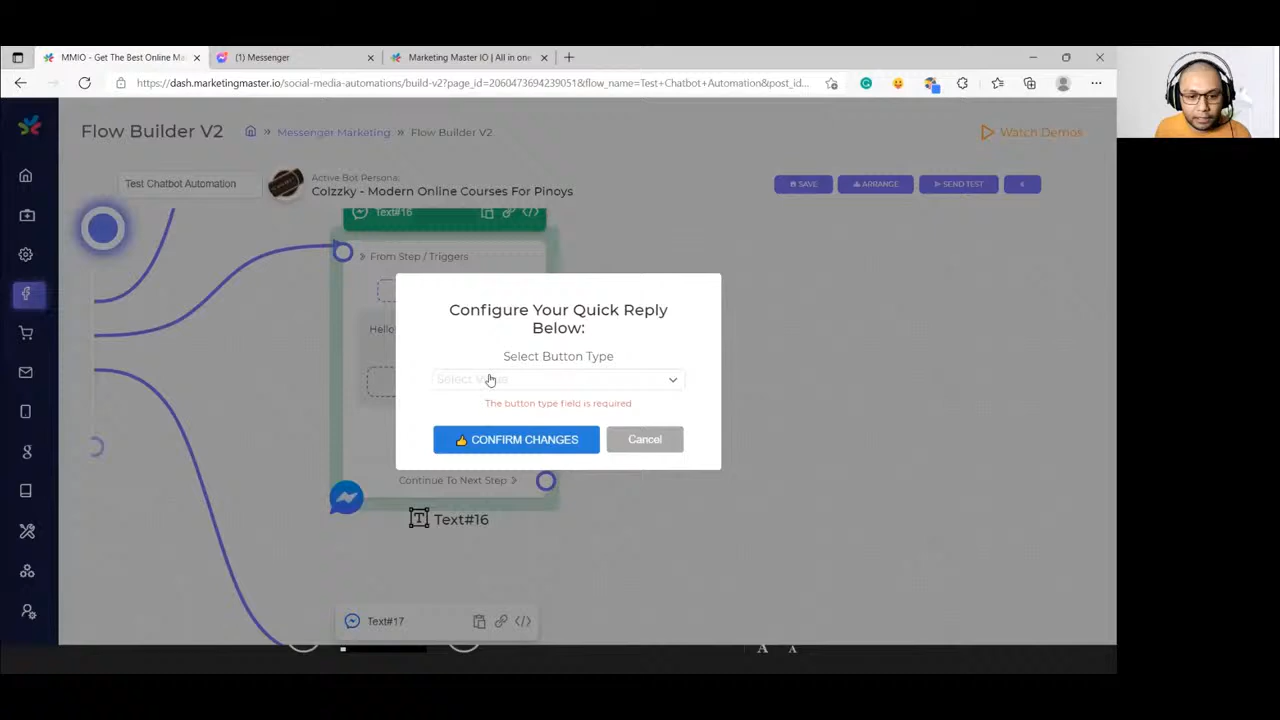 MMIO - Get The Best Online Ma
(1) Messenger
Marketing Master IO | All in one
https://dash.marketingmaster.io/social-media-automations/build-v2?page_id=2060473694239051&flow_name=Test+Chatbot+Automation&post_id...
Flow Builder V2
» Messenger Marketing » Flow Builder V2
Watch Demos
Test Chatbot Automation
Active Bot Persona:
Colzzky - Modern Online Courses For Pinoys
SAVE
ARRANGE
SEND TEST
Text#16
From Step / Triggers
Hello
Configure Your Quick Reply
Below:
Select Button Type
Select Value
The button type field is required
👍 CONFIRM CHANGES
Cancel
Continue To Next Step >
Text#16
Text#17
A A